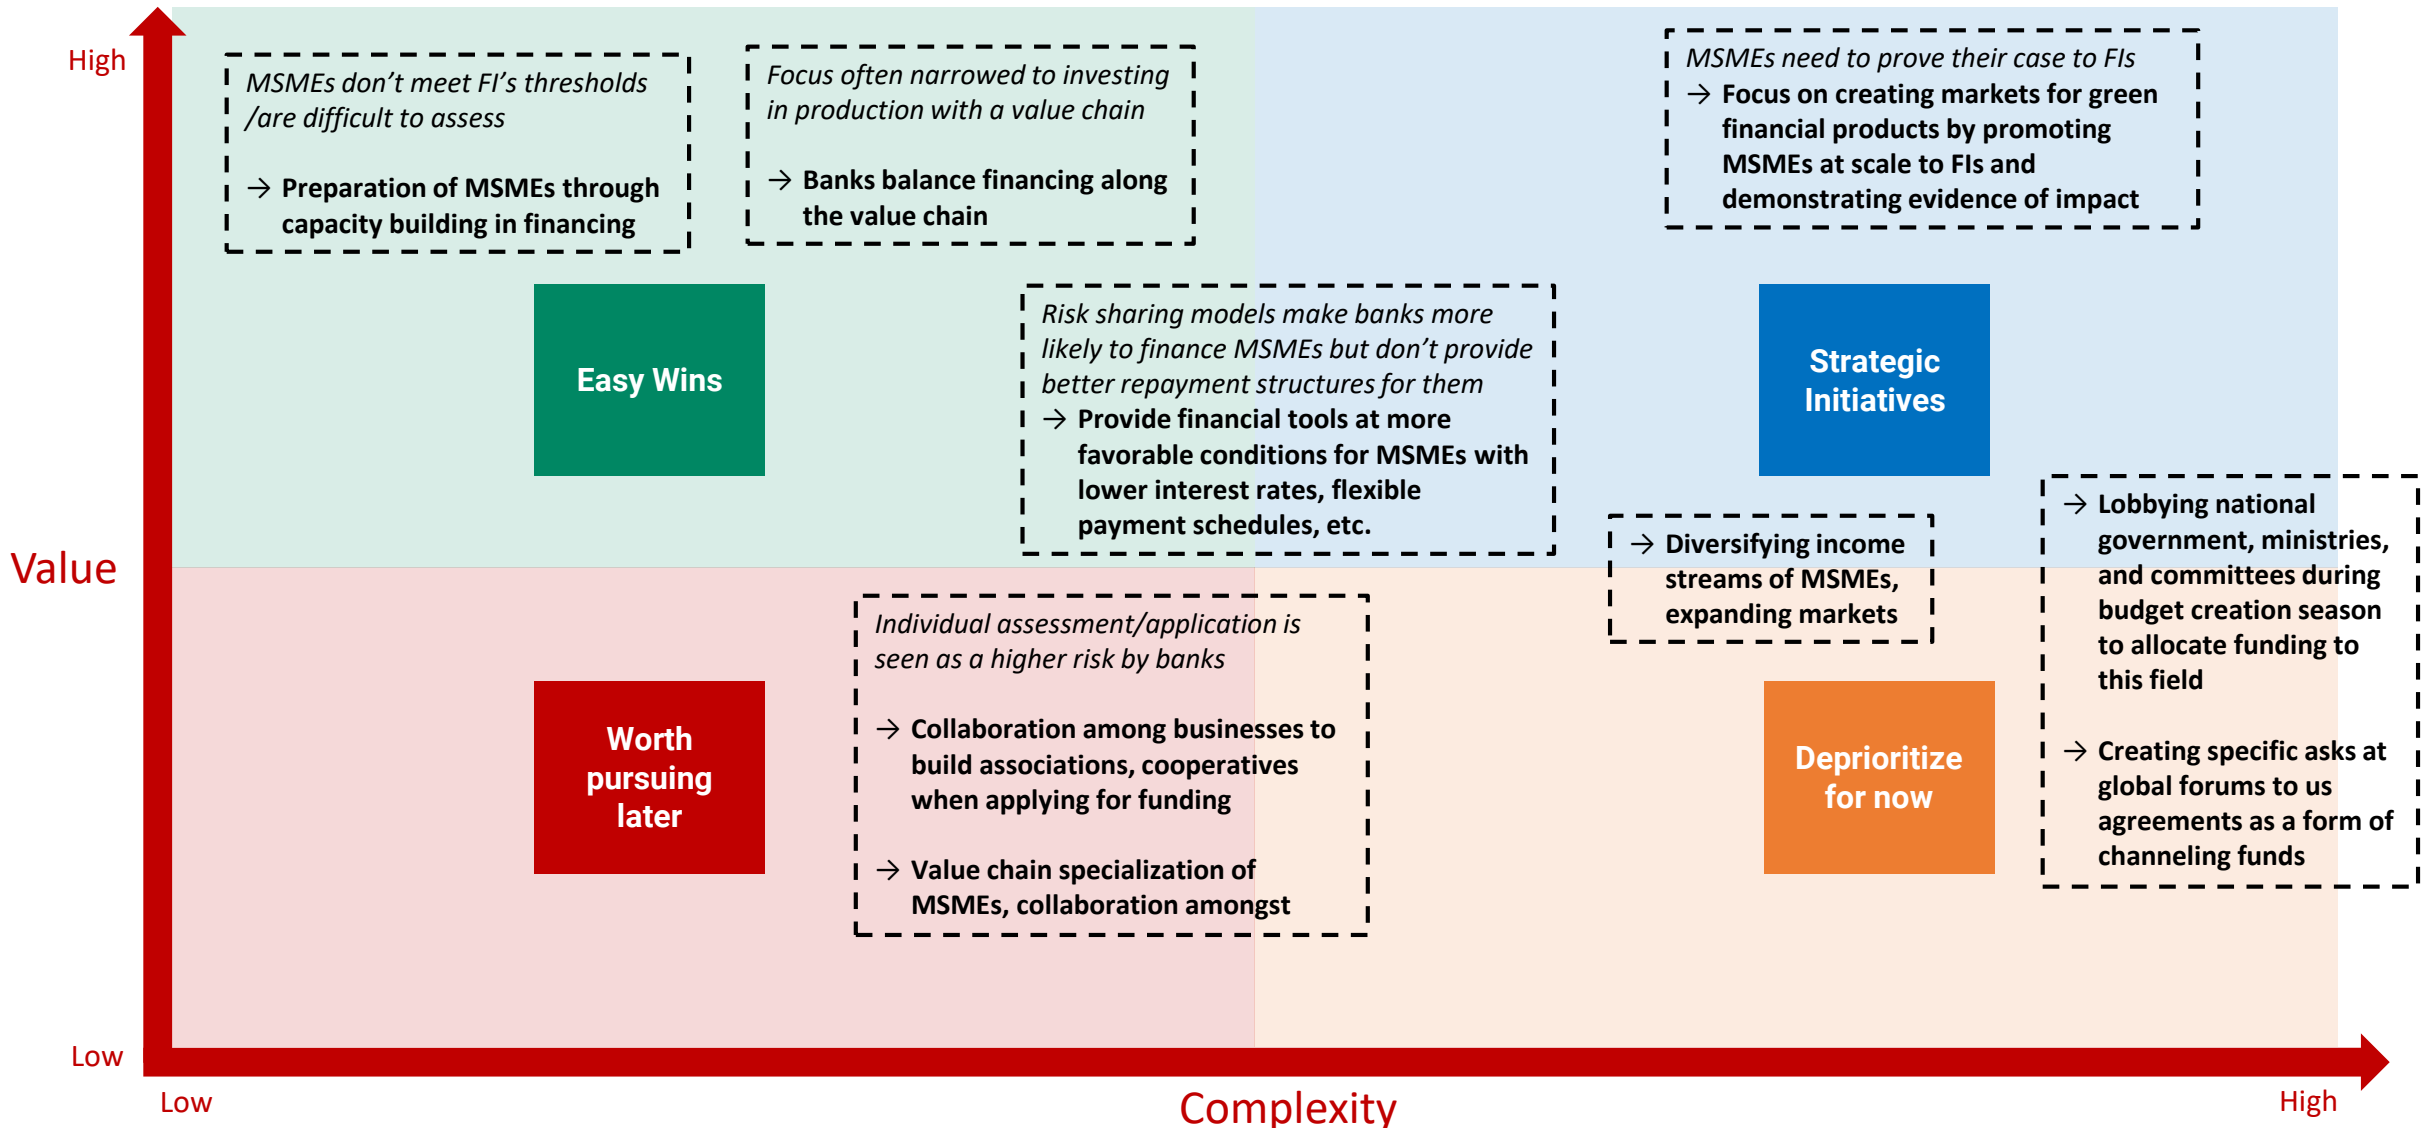 High
MSMEs don’t meet FI’s thresholds
/are difficult to assess
→ Preparation of MSMEs through
capacity building in financing
Focus often narrowed to investing
in production with a value chain
→ Banks balance financing along
the value chain
MSMEs need to prove their case to FIs
→ Focus on creating markets for green
financial products by promoting
MSMEs at scale to FIs and
demonstrating evidence of impact
Easy Wins
Risk sharing models make banks more
likely to finance MSMEs but don’t provide
better repayment structures for them
→ Provide financial tools at more
favorable conditions for MSMEs with
lower interest rates, flexible
payment schedules, etc.
Strategic
Initiatives
Value
→ Diversifying income
streams of MSMEs,
expanding markets
→ Lobbying national
government, ministries,
and committees during
budget creation season
to allocate funding to
this field
→ Creating specific asks at
global forums to us
agreements as a form of
channeling funds
Worth
pursuing
later
Individual assessment/application is
seen as a higher risk by banks
→ Collaboration among businesses to
build associations, cooperatives
when applying for funding
→ Value chain specialization of
MSMEs, collaboration amongst
Deprioritize
for now
Low
Low
Complexity
High